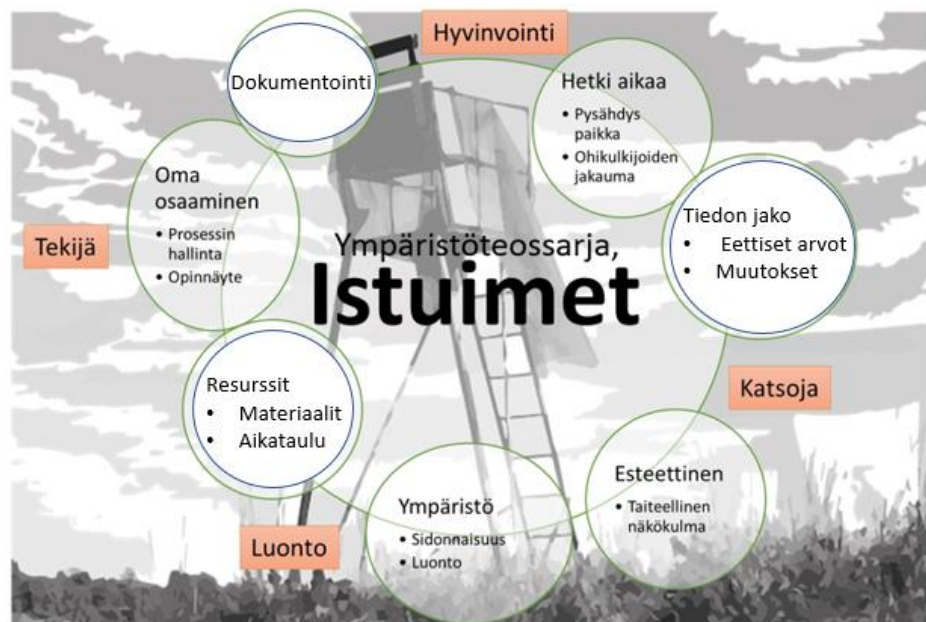 Hyvinvointi
Dokumentointi
Hetki aikaa
• Pysähdys
paikka
• Ohikulkijoiden
jakauma
Tiedon jako
• Eettiset arvot
• Muutokset
Katsoja
Esteettinen
• Taiteellinen
näkökulma
Ympäristö
• Sidonnaisuus
• Luonto
Luonto
Resurssit
• Materiaalit
• Aikataulu
Tekijä
Oma
osaaminen
• Prosessin
hallinta
• Opinnäyte
Ympäristöteossarja,
Istuimet